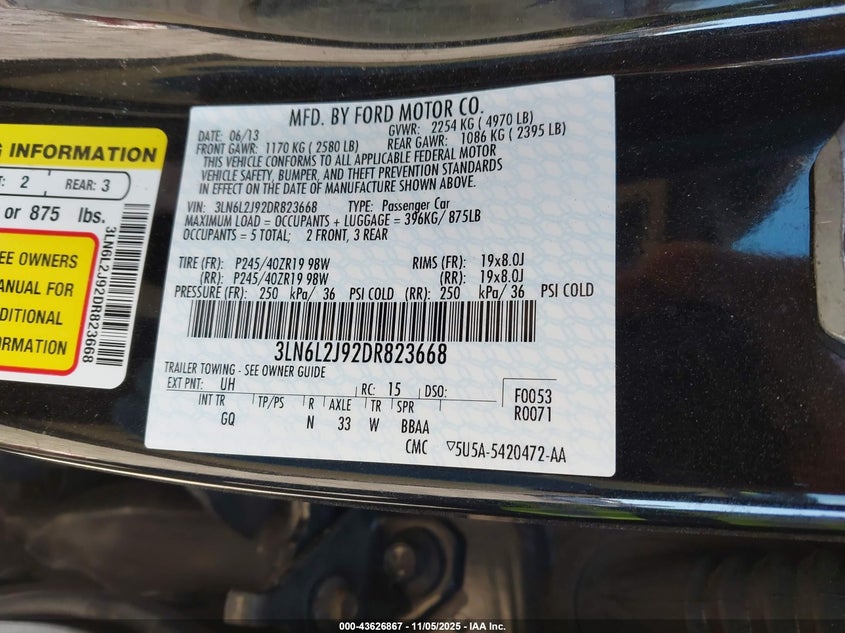 MFD. BY FORD MOTOR CO.
DATE: 06/13 GVWR: 2254 KG ( 4970 LB)
FRONT GAWR: 1170 KG ( 2580 LB) REAR GAWR: 1086 KG ( 2395 LB)
THIS VEHICLE CONFORMS TO ALL APPLICABLE FEDERAL MOTOR
VEHICLE SAFETY, BUMPER, AND THEFT PREVENTION STANDARDS
IN EFFECT ON THE DATE OF MANUFACTURE SHOWN ABOVE.
VIN: 3LN6L2J92DR823668 TYPE: Passenger Car
MAXIMUM LOAD = OCCUPANTS + LUGGAGE = 396KG/ 875LB
OCCUPANTS = 5 TOTAL; 2 FRONT, 3 REAR
TIRE (FR): P245/40ZR19 98W RIMS (FR): 19x8.0J
(RR): P245/40ZR19 98W (RR): 19x8.0J
PRESSURE (FR): 250 kPa/ 36 PSI COLD (RR): 250 kPa/ 36 PSI COLD
3LN6L2J92DR823668
TRAILER TOWING - SEE OWNER GUIDE
EXT PNT: UH RC: 15 DSO: F0053
R0071
INT TR TP/PS R AXLE TR SPR
GQ N 33 W BBAA
CMC ▽5U5A-5420472-AA
INFORMATION
: 2 REAR: 3
or 875 lbs.
3LN6L2J92DR823668
EE OWNERS
ANUAL FOR
DITIONAL
ORMATION
000-43626867 - 11/05/2025 - IAA Inc.